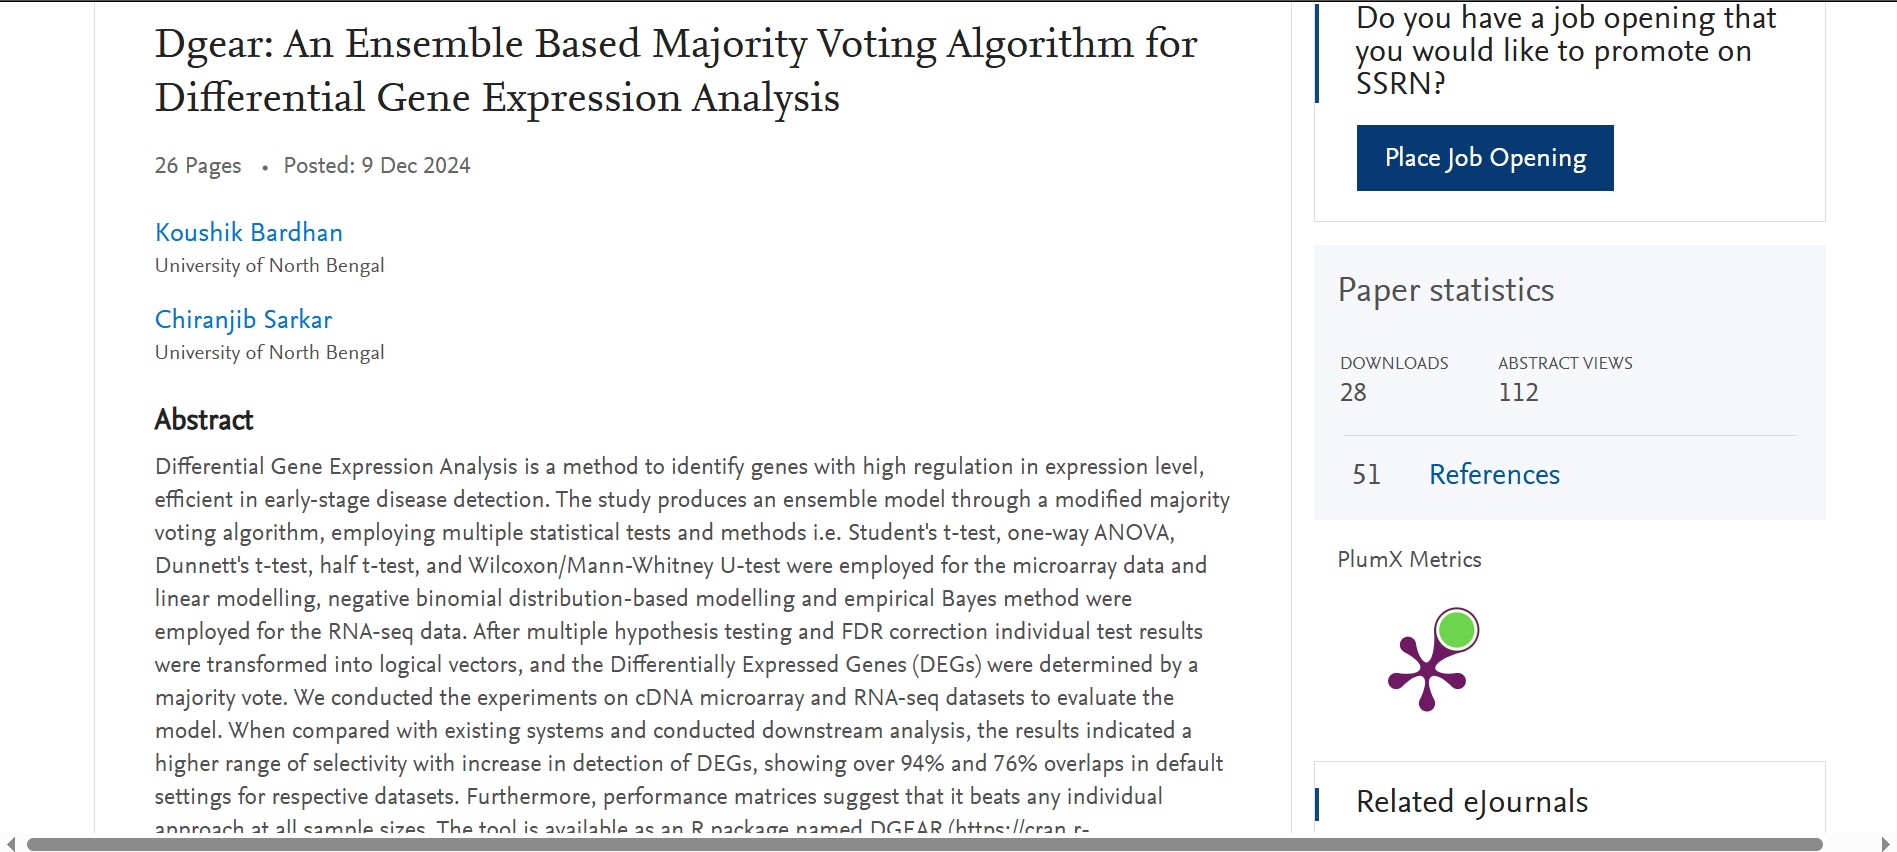 Dgear: An Ensemble Based Majority Voting Algorithm for
Differential Gene Expression Analysis
26 Pages • Posted: 9 Dec 2024
Koushik Bardhan
University of North Bengal
Chiranjib Sarkar
University of North Bengal
Abstract
Differential Gene Expression Analysis is a method to identify genes with high regulation in expression level,
efficient in early-stage disease detection. The study produces an ensemble model through a modified majority
voting algorithm, employing multiple statistical tests and methods i.e. Student's t-test, one-way ANOVA,
Dunnett's t-test, half t-test, and Wilcoxon/Mann-Whitney U-test were employed for the microarray data and
linear modelling, negative binomial distribution-based modelling and empirical Bayes method were
employed for the RNA-seq data. After multiple hypothesis testing and FDR correction individual test results
were transformed into logical vectors, and the Differentially Expressed Genes (DEGs) were determined by a
majority vote. We conducted the experiments on cDNA microarray and RNA-seq datasets to evaluate the
model. When compared with existing systems and conducted downstream analysis, the results indicated a
higher range of selectivity with increase in detection of DEGs, showing over 94% and 76% overlaps in default
settings for respective datasets. Furthermore, performance matrices suggest that it beats any individual
approach at all sample sizes. The tool is available as an R package named DGEAR (https://cran.r-
Do you have a job opening that
you would like to promote on
SSRN?
Place Job Opening
Paper statistics
DOWNLOADS ABSTRACT VIEWS
28 112
51 References
PlumX Metrics
Related eJournals